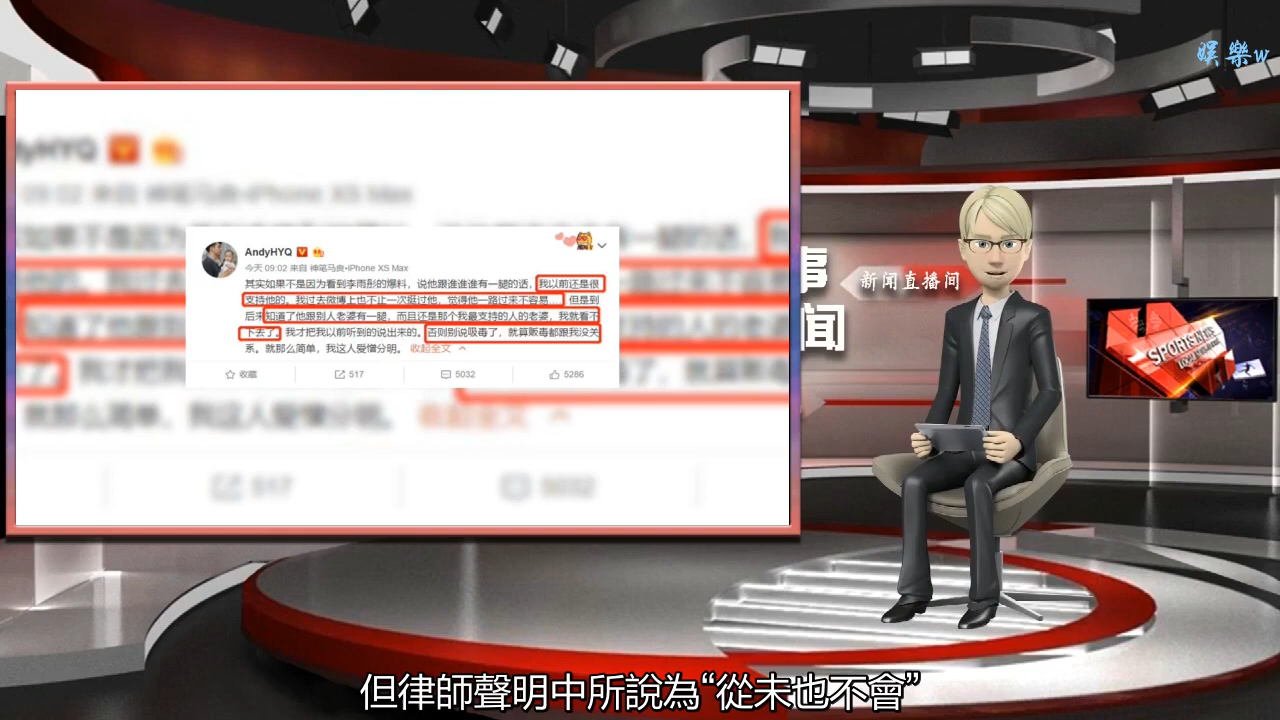 娱樂w
AndyHYQ
今天 09:02 来自 神笔马良•iPhone XS Max
其实如果不是因为看到李雨彤的爆料，说他跟谁谁谁有一腿的话，我以前还是很
支持他的。我过去微博上也不止一次挺过他，觉得他一路过来不容易.... 但是到
后来知道了他跟别人老婆有一腿，而且还是那个我最支持的人的老婆，我就看不
下去了。我才把我以前听到的说出来的。否则别说吸毒了，就算贩毒都跟我没关
系。就那么简单，我这人爱憎分明。 收起全文
收藏 517 5032 5286
事
闻
新闻直播间
SPORTS
但律師聲明中所說為“從未也不會”